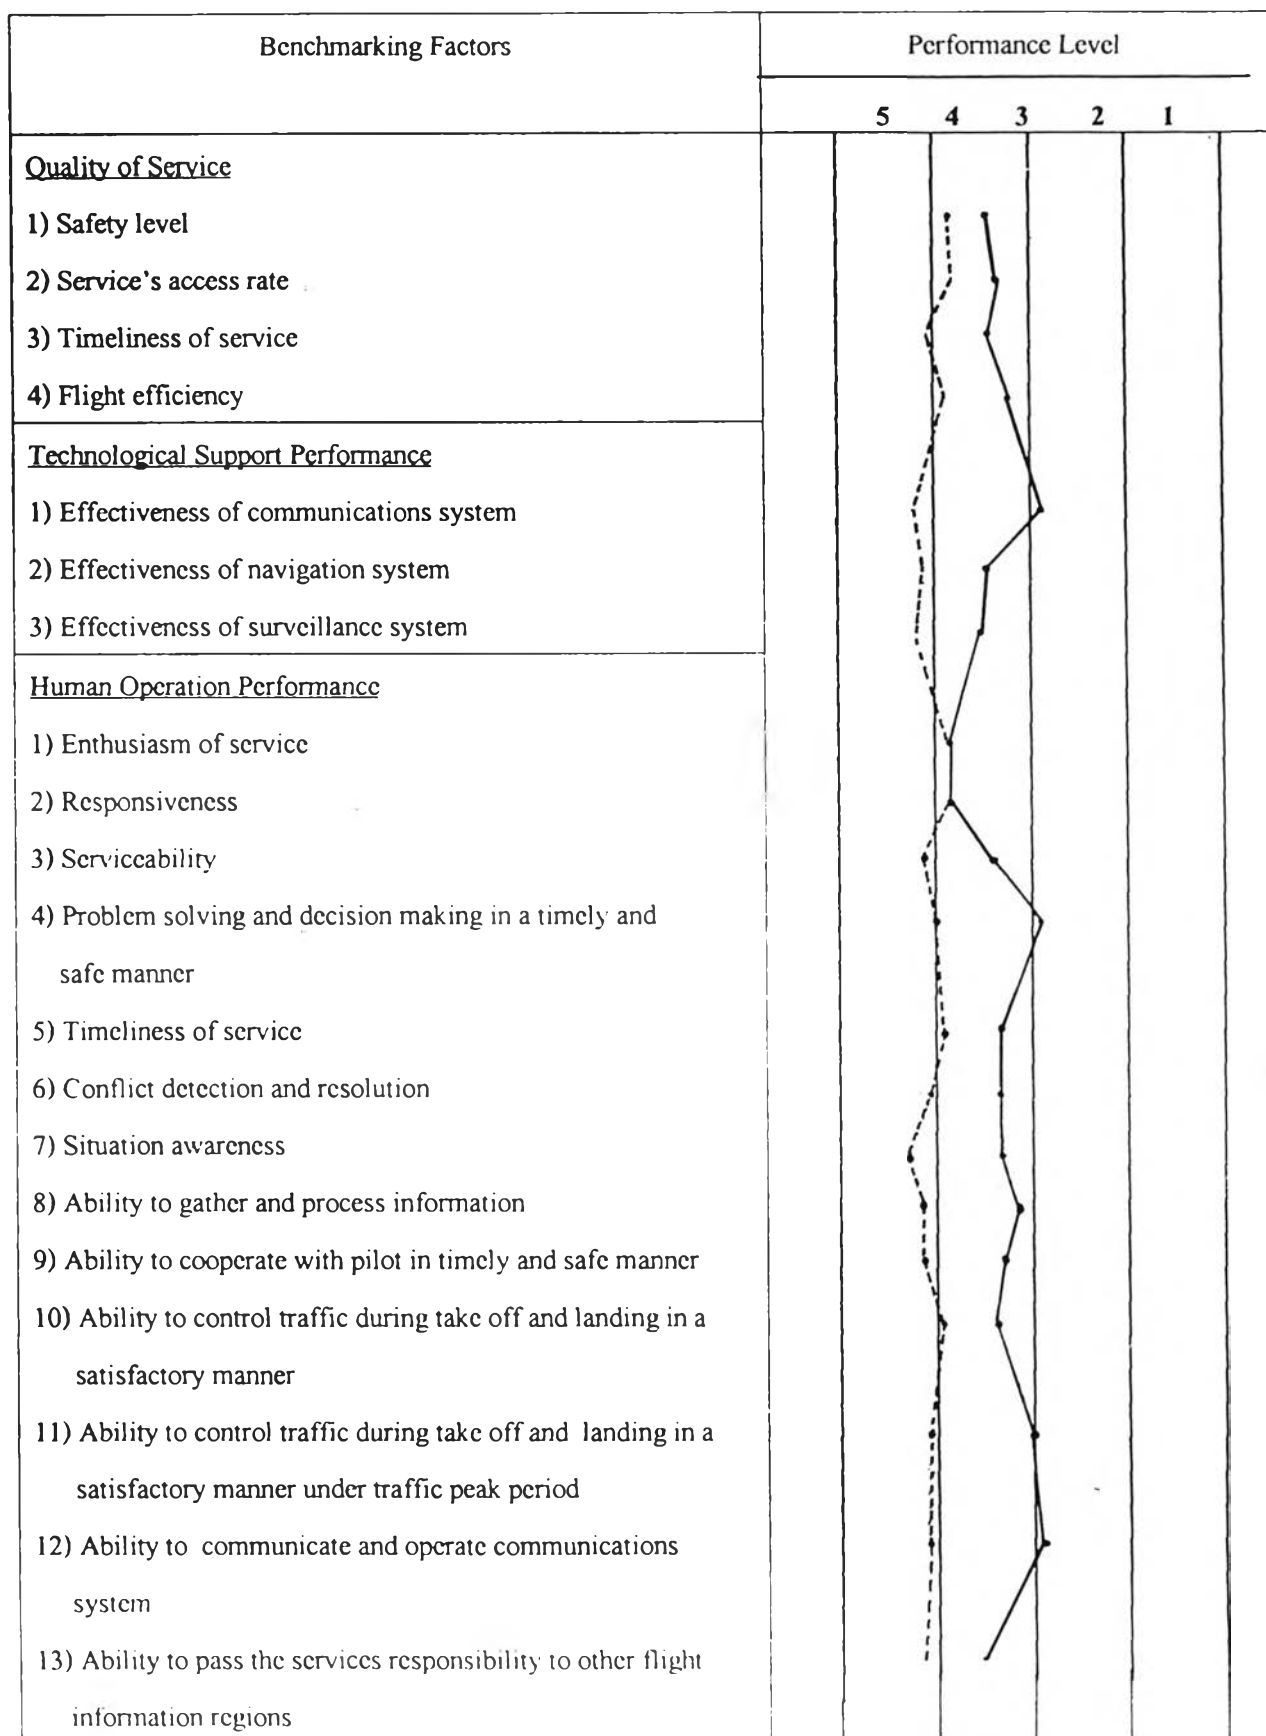 Benchmarking Factors
Performance Level
5 4 3 2 1
Quality of Service
1) Safety level
2) Service's access rate
3) Timeliness of service
4) Flight efficiency
Technological Support Performance
1) Effectiveness of communications system
2) Effectiveness of navigation system
3) Effectiveness of surveillance system
Human Operation Performance
1) Enthusiasm of service
2) Responsiveness
3) Serviceability
4) Problem solving and decision making in a timely and
safe manner
5) Timeliness of service
6) Conflict detection and resolution
7) Situation awareness
8) Ability to gather and process information
9) Ability to cooperate with pilot in timely and safe manner
10) Ability to control traffic during take off and landing in a
satisfactory manner
11) Ability to control traffic during take off and landing in a
satisfactory manner under traffic peak period
12) Ability to communicate and operate communications
system
13) Ability to pass the services responsibility to other flight
information regions